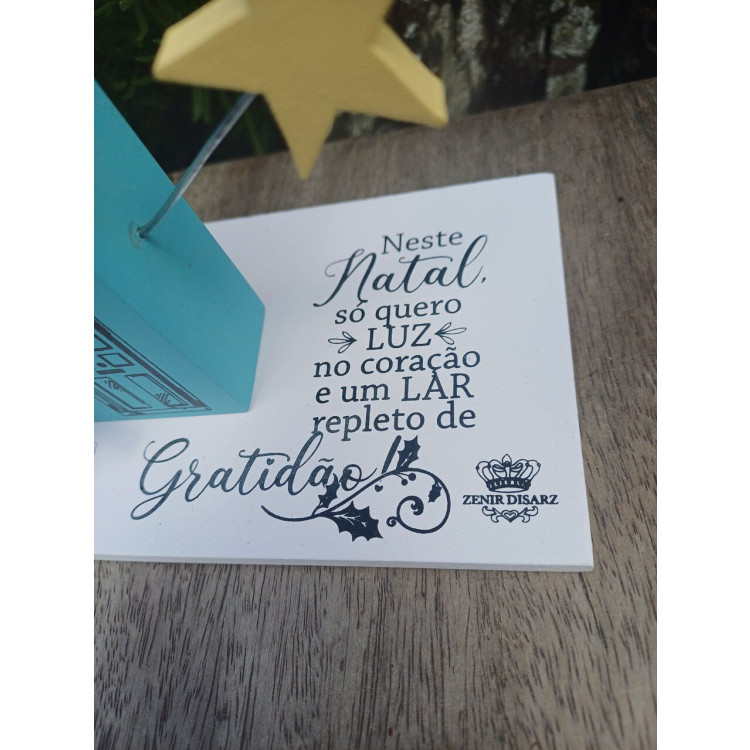 Neste
Natal,
só quero
LUZ
no coração
e um LAR
repleto de
Gratidão!
ZENIR DISARZ